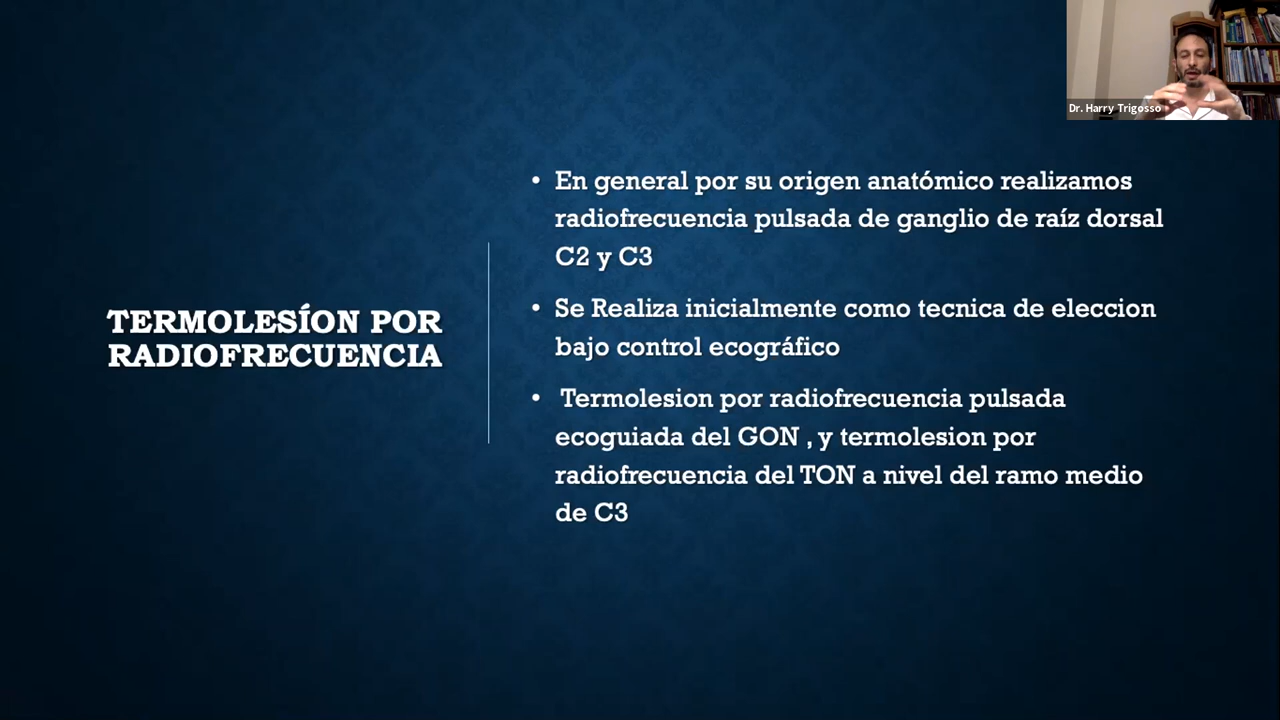 Dr. Harry Trigosso
TERMOLESÍON POR
RADIOFRECUENCIA
• En general por su origen anatómico realizamos
radiofrecuencia pulsada de ganglio de raíz dorsal
C2 y C3
• Se Realiza inicialmente como tecnica de eleccion
bajo control ecográfico
• Termolesion por radiofrecuencia pulsada
ecoguiada del GON , y termolesion por
radiofrecuencia del TON a nivel del ramo medio
de C3